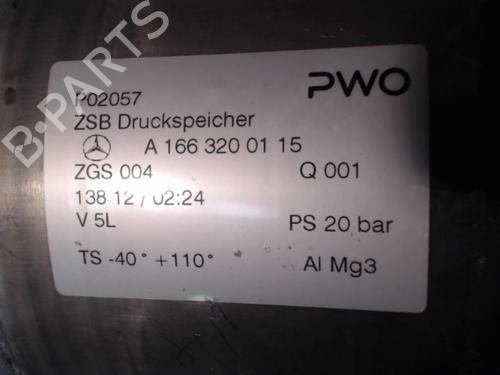 B-PARTS
P02057
PWO
ZSB Druckspeicher
A 166 320 01 15
ZGS 004 Q 001
138 12 / 02:24
V 5L PS 20 bar
TS -40° +110° Al Mg3